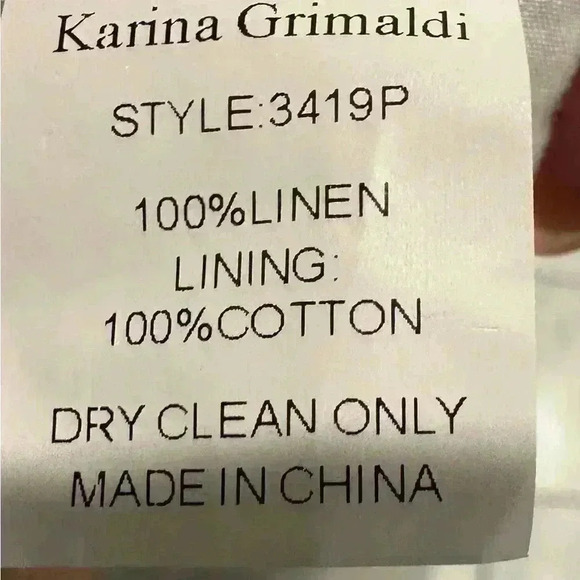 Karina Grimaldi
STYLE:3419P
100%LINEN
LINING:
100%COTTON
DRY CLEAN ONLY
MADE IN CHINA